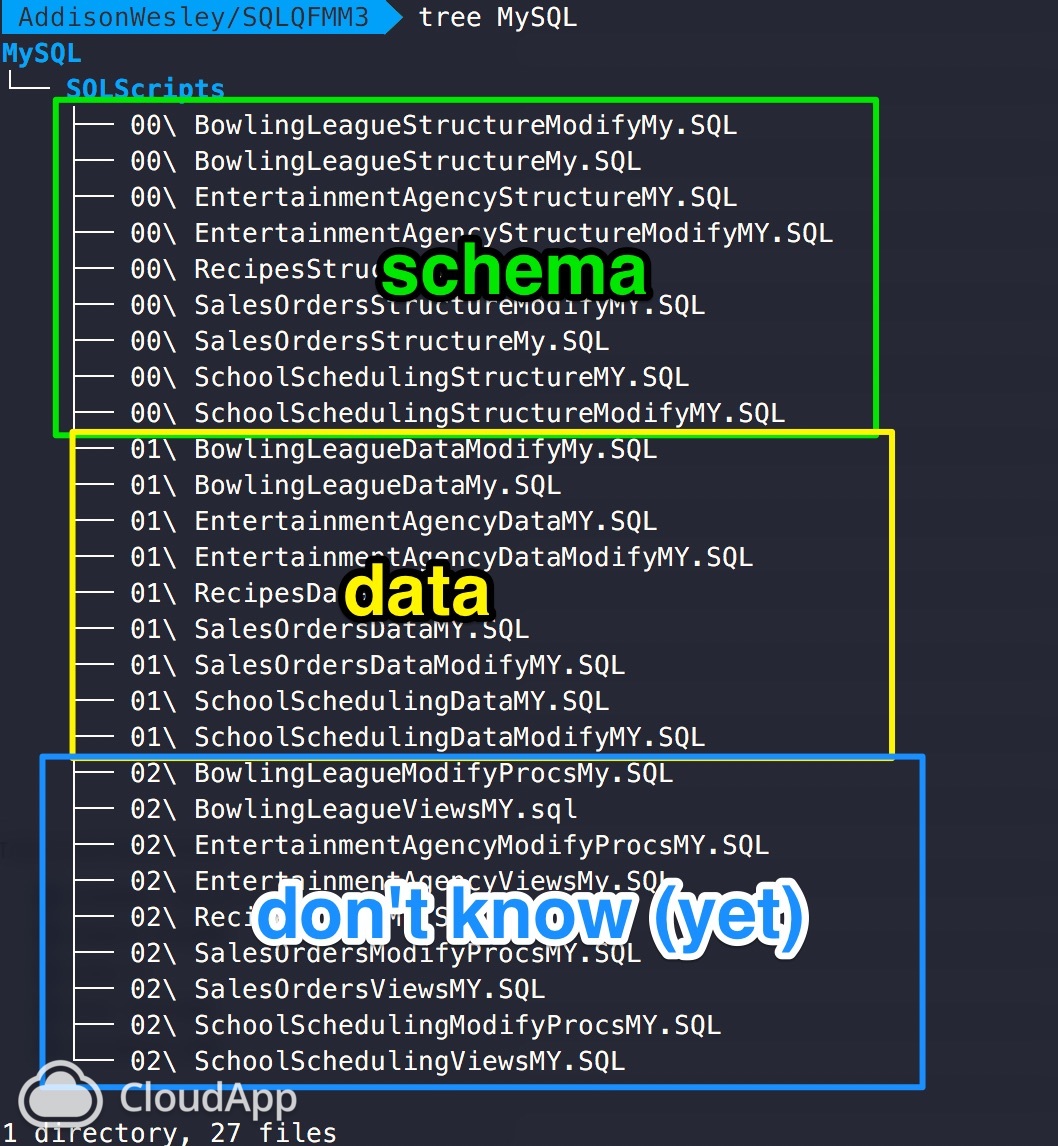 AddisonWesley/SQLQFMM3 tree MySQL
MySQL
SQLScripts
00\ BowlingLeagueStructureModifyMy.SQL
00\ BowlingLeagueStructureMy.SQL
00\ EntertainmentAgencyStructureMY.SQL
00\ EntertainmentAgencyStructureModifyMY.SQL
schema
00\ RecipesStruc
00\ SalesOrdersStructureModifyMY.SQL
00\ SalesOrdersStructureMy.SQL
00\ SchoolSchedulingStructureMY.SQL
00\ SchoolSchedulingStructureModifyMY.SQL
01\ BowlingLeagueDataModifyMy.SQL
01\ BowlingLeagueDataMy.SQL
01\ EntertainmentAgencyDataMY.SQL
01\ EntertainmentAgencyDataModifyMY.SQL
data
01\ RecipesDa
01\ SalesOrdersDataMY.SQL
01\ SalesOrdersDataModifyMY.SQL
01\ SchoolSchedulingDataMY.SQL
01\ SchoolSchedulingDataModifyMY.SQL
02\ BowlingLeagueModifyProcsMy.SQL
02\ BowlingLeagueViewsMY.sql
02\ EntertainmentAgencyModifyProcsMY.SQL
02\ EntertainmentAgencyViewsMy.SQL
don't know (yet)
02\ Reci
02\ SalesOrdersModifyProcsMY.SQL
02\ SalesOrdersViewsMY.SQL
02\ SchoolSchedulingModifyProcsMY.SQL
02\ SchoolSchedulingViewsMY.SQL
CloudApp
1 directory, 27 files